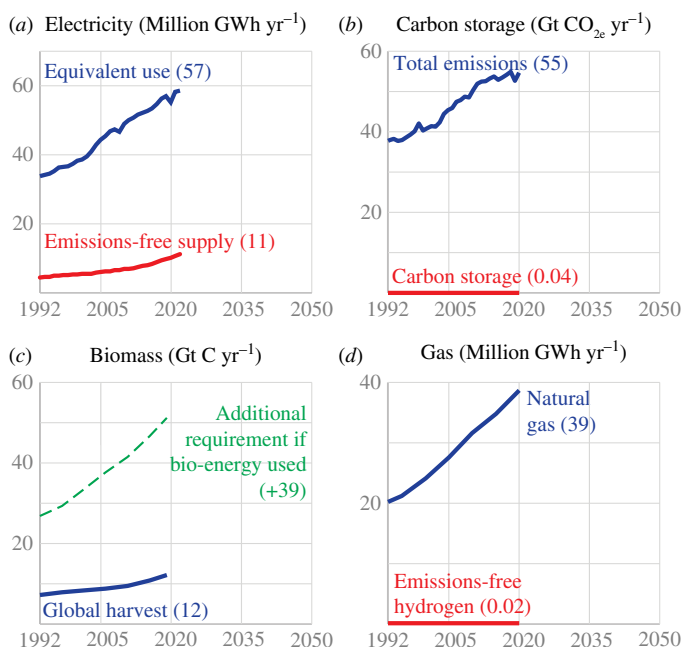 (a) Electricity (Million GWh yr⁻¹)
60
40
20
Equivalent use (57)
Emissions-free supply (11)
1992 2005 2020 2035 2050
(b) Carbon storage (Gt CO₂ₑ yr⁻¹)
60
40
20
Total emissions (55)
Carbon storage (0.04)
1992 2005 2020 2035 2050
(c) Biomass (Gt C yr⁻¹)
60
40
20
Additional
requirement if
bio-energy used
(+39)
Global harvest (12)
1992 2005 2020 2035 2050
(d) Gas (Million GWh yr⁻¹)
40
20
Natural
gas (39)
Emissions-free
hydrogen (0.02)
1992 2005 2020 2035 2050